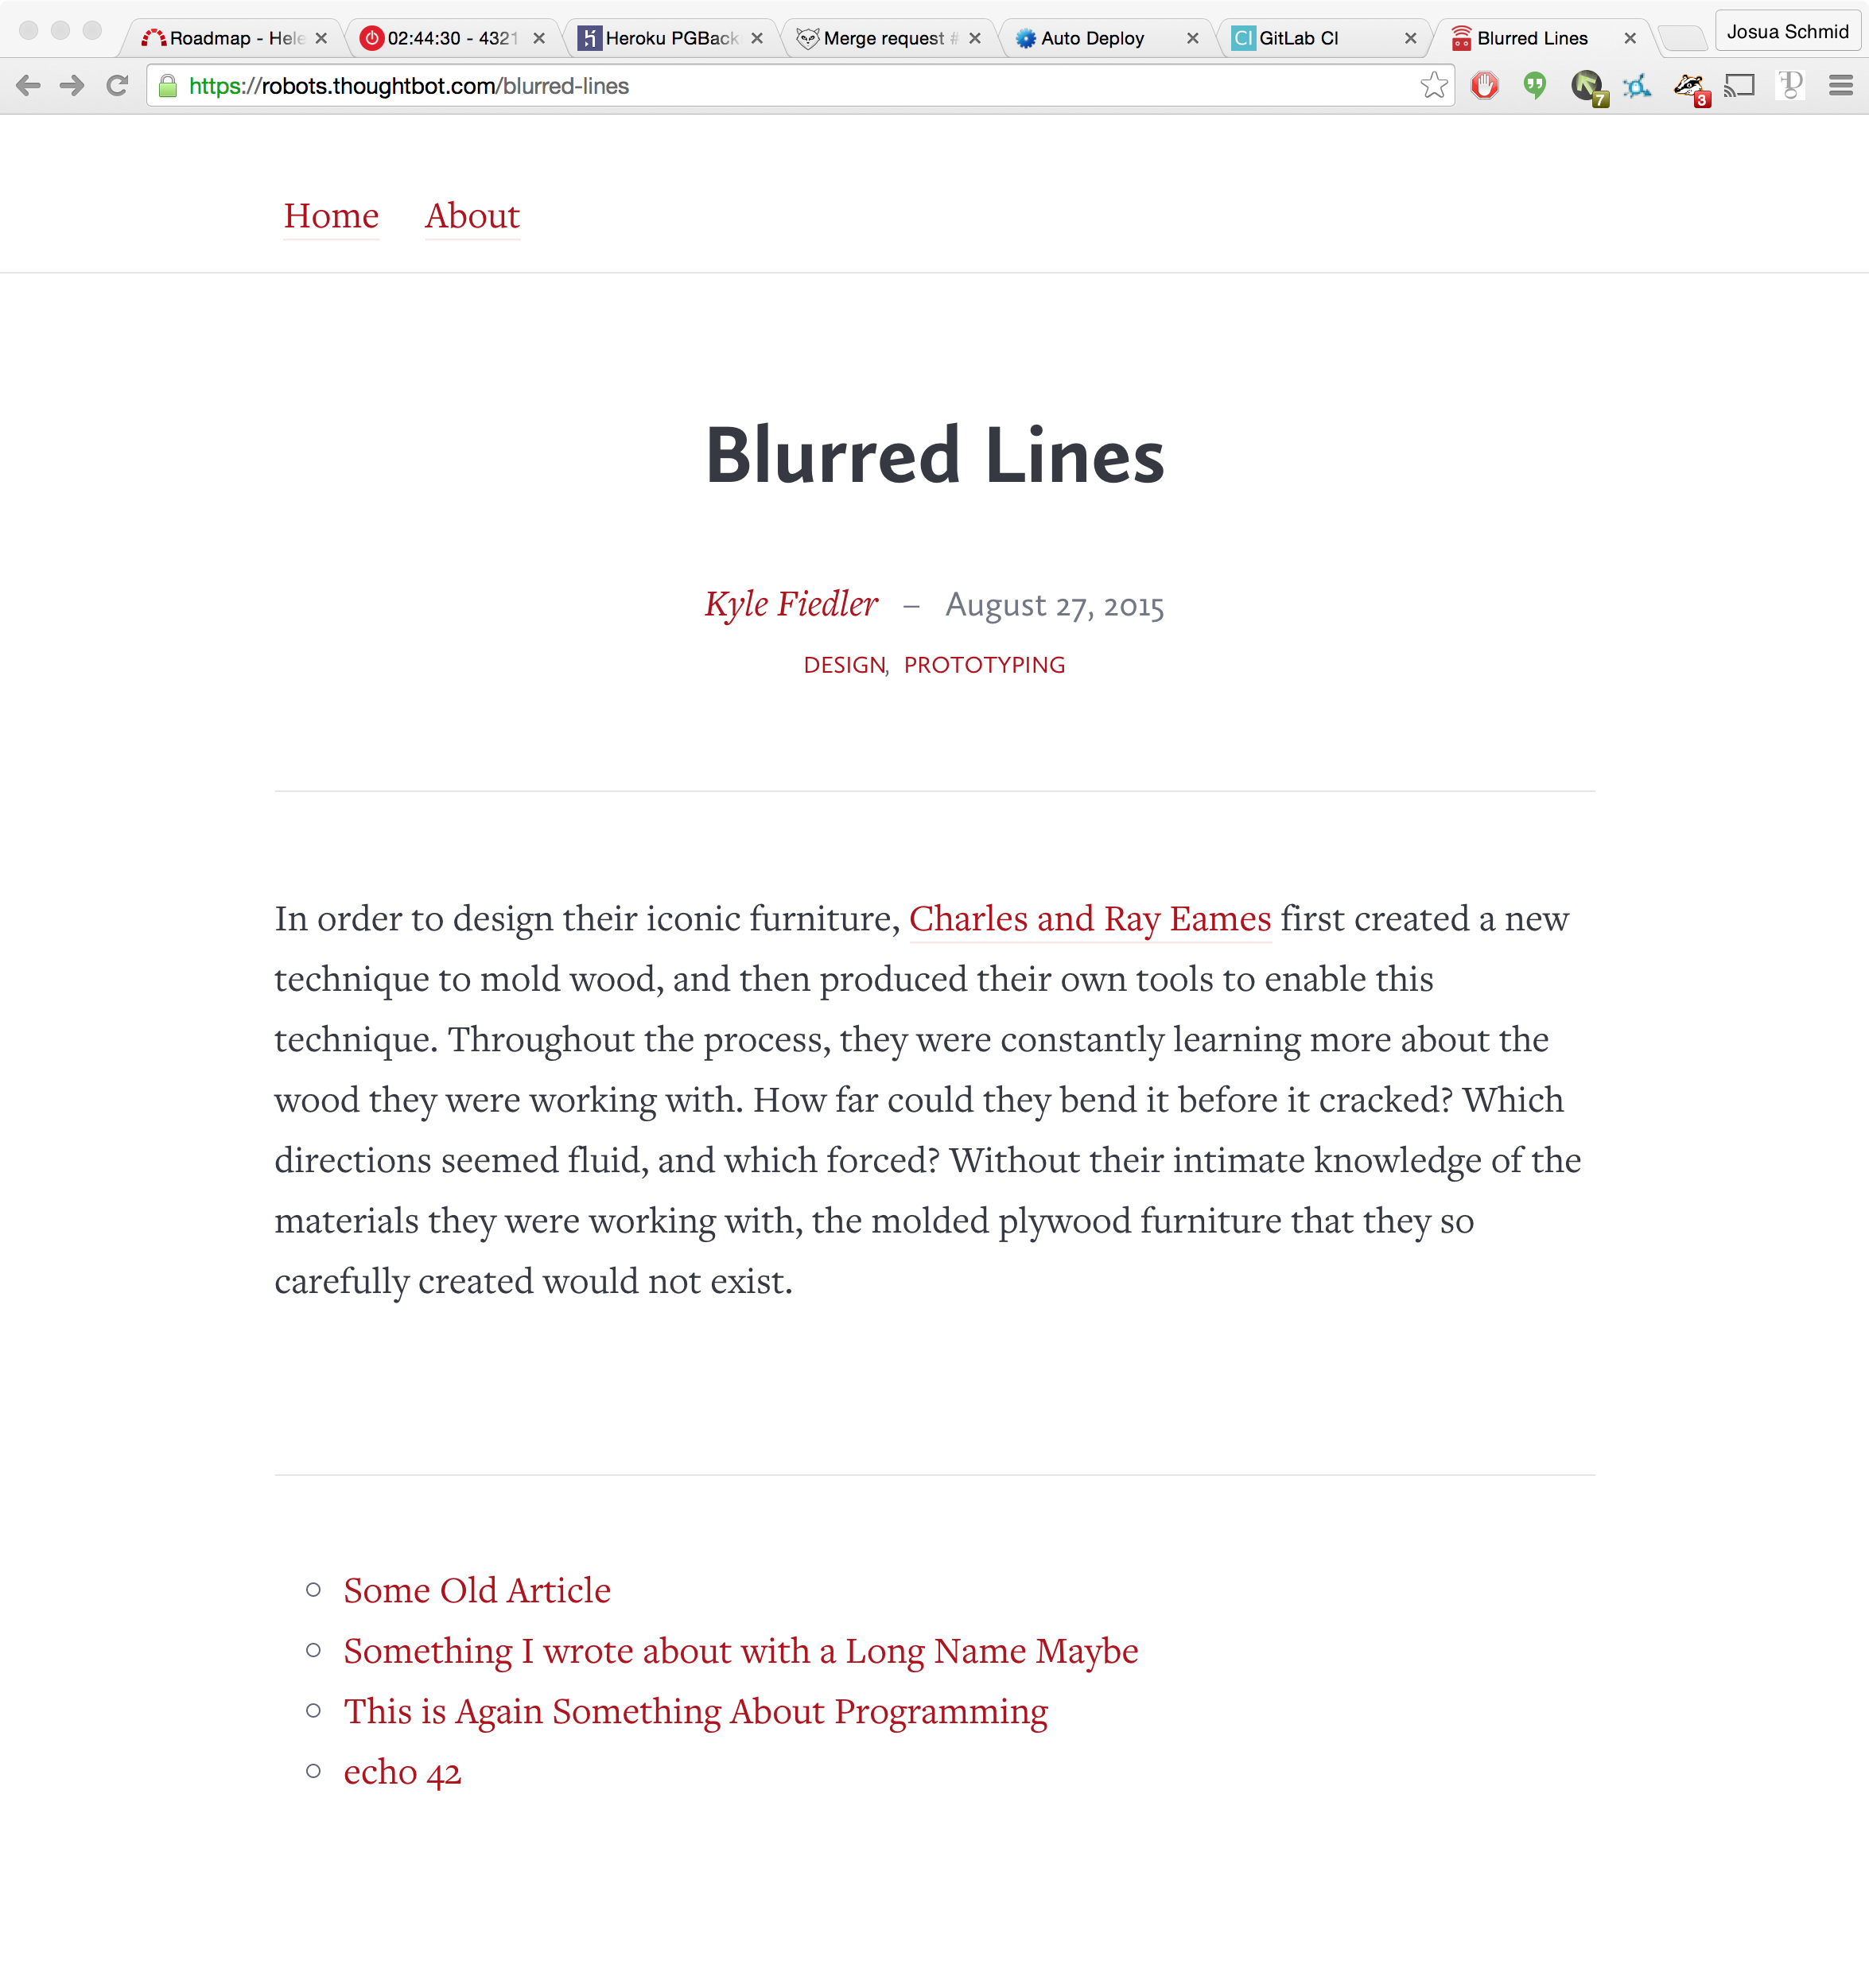 Roadmap - Hele
02:44:30 - 4321
Heroku PGBack
Merge request #
Auto Deploy
CI GitLab CI
Blurred Lines
Josua Schmid
https://robots.thoughtbot.com/blurred-lines
7
3
Home About
Blurred Lines
Kyle Fiedler – August 27, 2015
DESIGN, PROTOTYPING
In order to design their iconic furniture, Charles and Ray Eames first created a new
technique to mold wood, and then produced their own tools to enable this
technique. Throughout the process, they were constantly learning more about the
wood they were working with. How far could they bend it before it cracked? Which
directions seemed fluid, and which forced? Without their intimate knowledge of the
materials they were working with, the molded plywood furniture that they so
carefully created would not exist.
Some Old Article
Something I wrote about with a Long Name Maybe
This is Again Something About Programming
echo 42